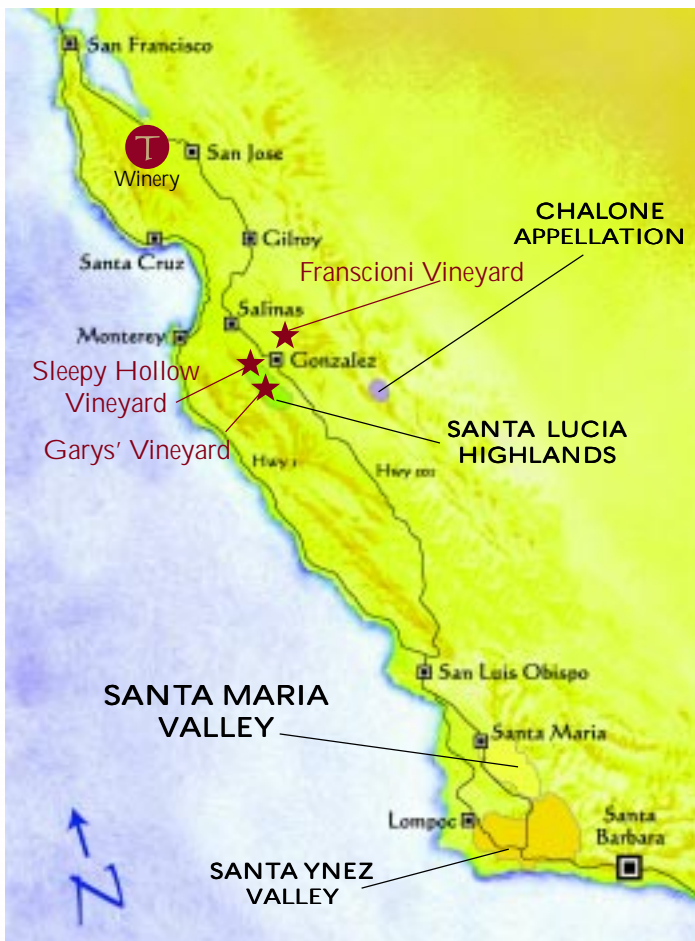 San Francisco
T
San Jose
Winery
CHALONE
APPELLATION
Gilroy
Santa Cruz
Franscioni Vineyard
Salinas
Monterey
Gonzalez
Sleepy Hollow
Vineyard
SANTA LUCIA
HIGHLANDS
Garys' Vineyard
Hwy 1
Hwy 101
San Luis Obispo
SANTA MARIA
VALLEY
Santa Maria
Lompoc
Santa
Barbara
SANTA YNEZ
VALLEY
N